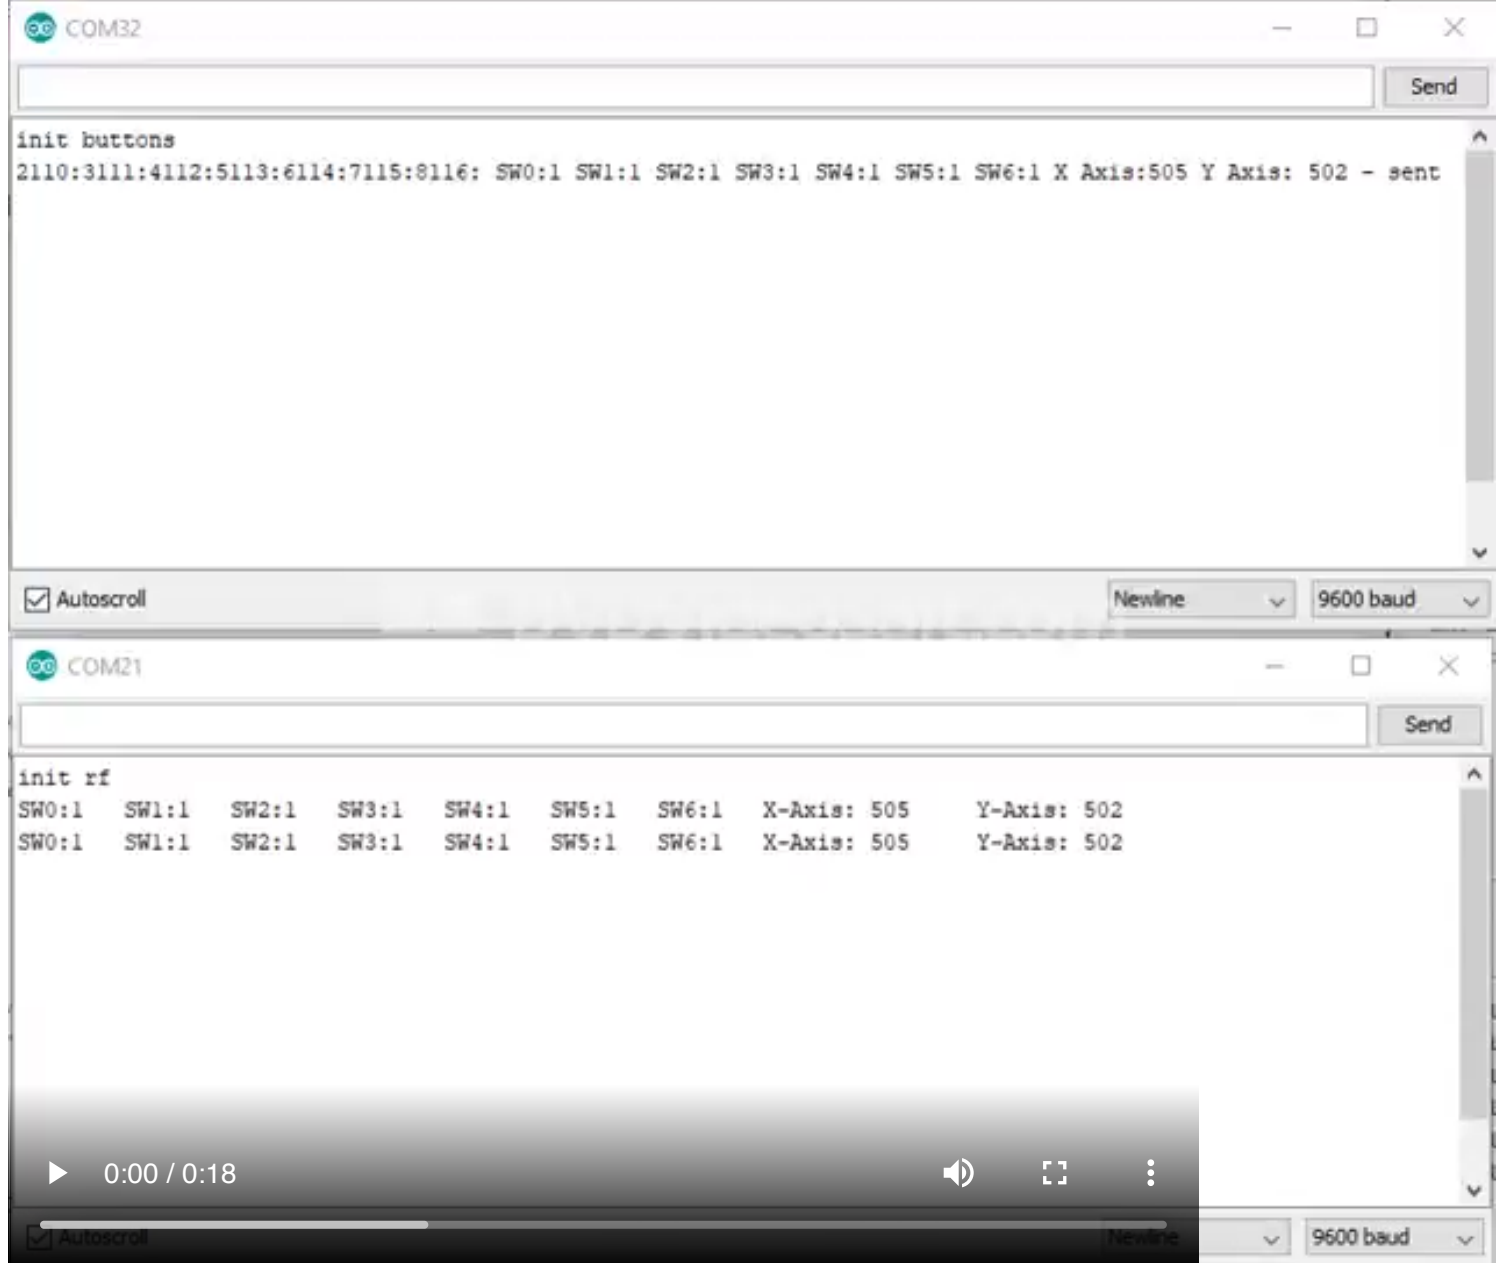 COM32
Send
init buttons
2110:3111:4112:5113:6114:7115:8116: SW0:1 SW1:1 SW2:1 SW3:1 SW4:1 SW5:1 SW6:1 X Axis:505 Y Axis: 502 - sent
Autoscroll Newline 9600 baud
COM21
Send
init rf
SW0:1 SW1:1 SW2:1 SW3:1 SW4:1 SW5:1 SW6:1 X-Axis: 505 Y-Axis: 502
SW0:1 SW1:1 SW2:1 SW3:1 SW4:1 SW5:1 SW6:1 X-Axis: 505 Y-Axis: 502
0:00 / 0:18
Autoscroll Newline 9600 baud